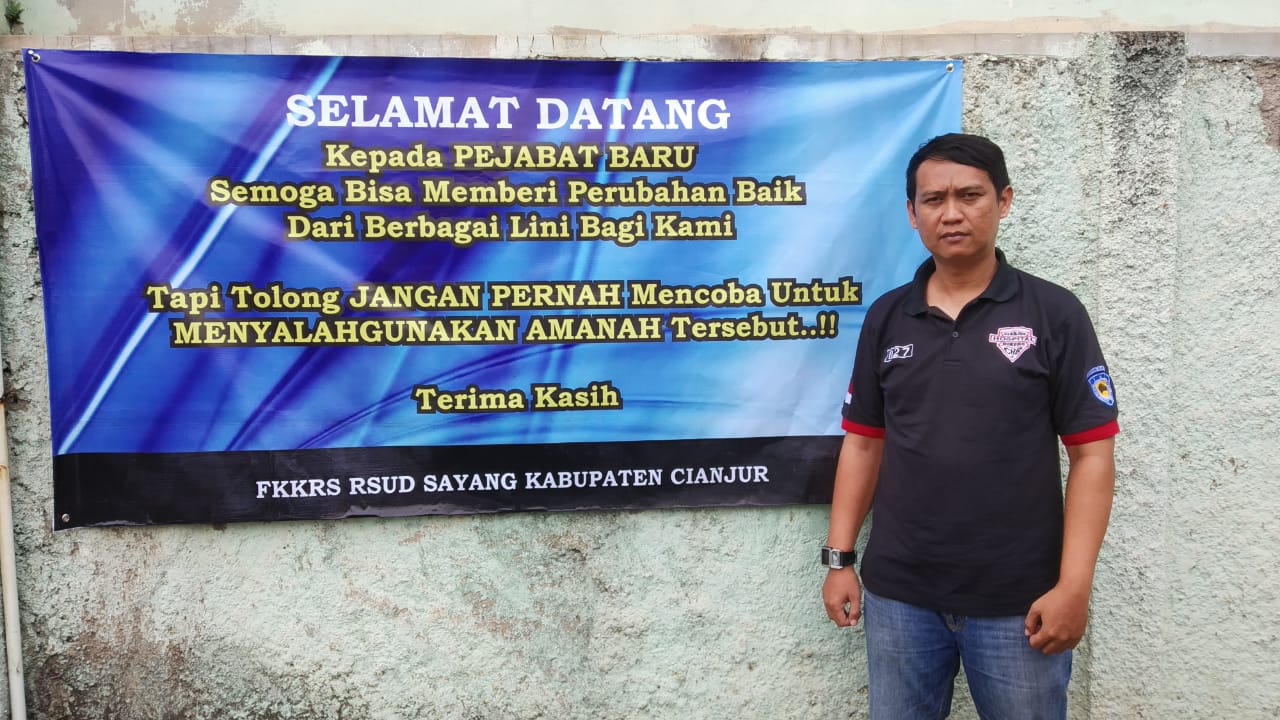 SELAMAT DATANG
Kepada PEJABAT BARU
Semoga Bisa Memberi Perubahan Baik
Dari Berbagai Lini Bagi Kami
Tapi Tolong JANGAN PERNAH Mencoba Untuk
MENYALAHGUNAKAN AMANAH Tersebut..!!
Terima Kasih
FKKRS RSUD SAYANG KABUPATEN CIANJUR
HOSPITAL